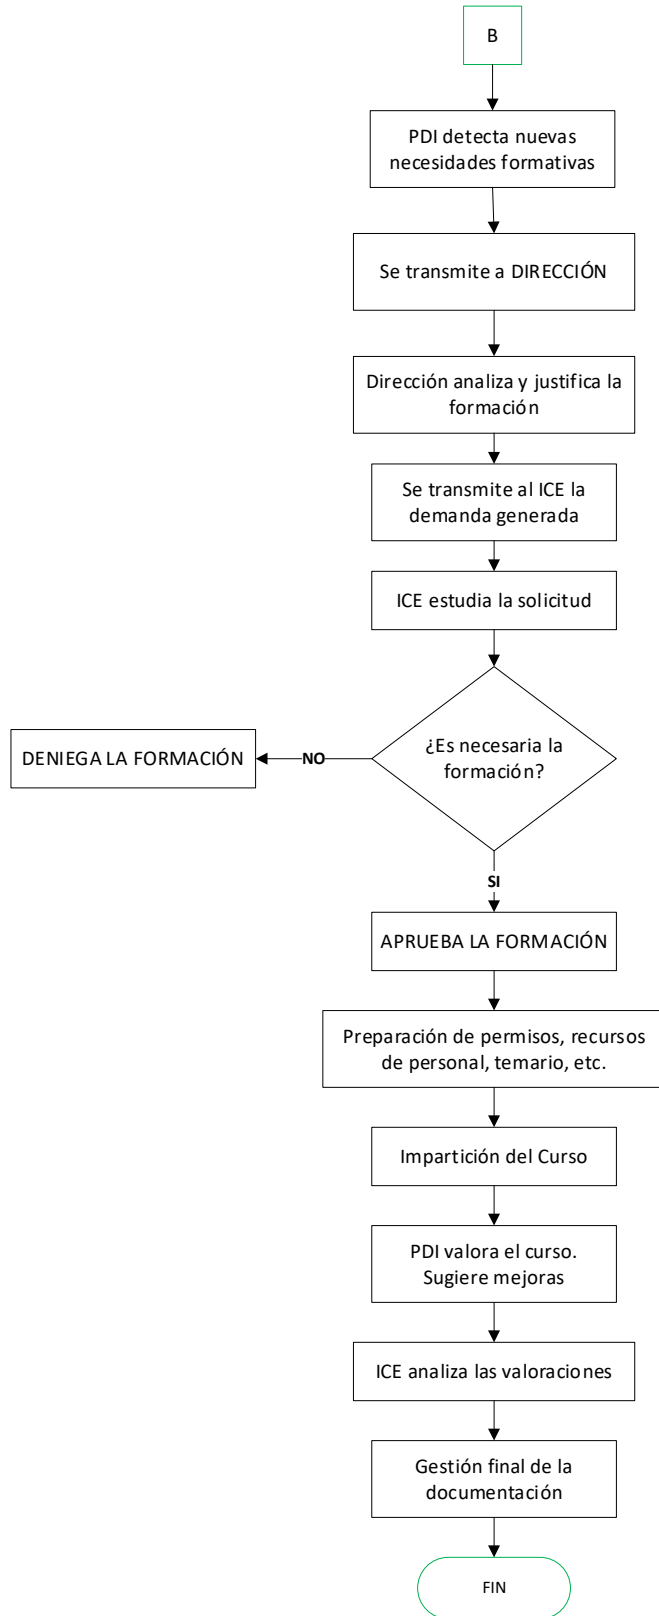 B
PDI detecta nuevas
necesidades formativas
Se transmite a DIRECCIÓN
Dirección analiza y justifica la
formación
Se transmite al ICE la
demanda generada
ICE estudia la solicitud
¿Es necesaria la
formación?
DENIEGA LA FORMACIÓN
NO
SI
APRUEBA LA FORMACIÓN
Preparación de permisos, recursos
de personal, temario, etc.
Impartición del Curso
PDI valora el curso.
Sugiere mejoras
ICE analiza las valoraciones
Gestión final de la
documentación
FIN